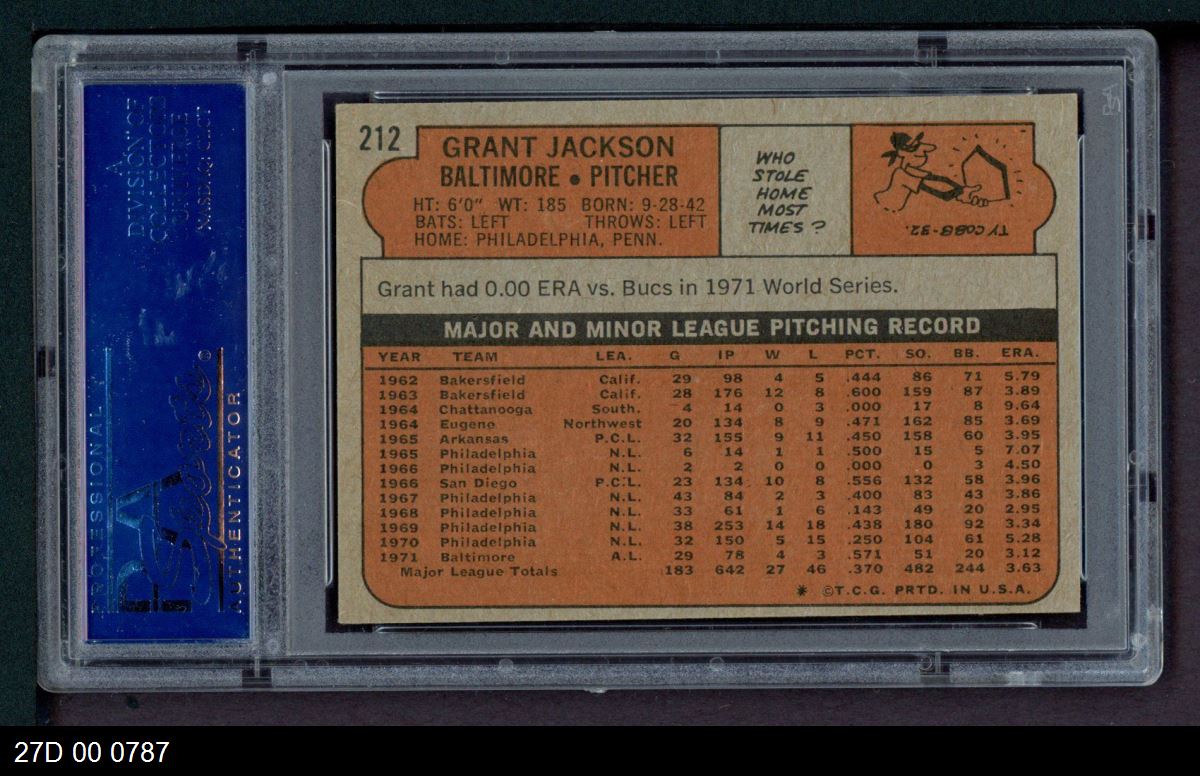 212
GRANT JACKSON
BALTIMORE • PITCHER
HT: 6'0" WT: 185 BORN: 9-28-42
BATS: LEFT THROWS: LEFT
HOME: PHILADELPHIA, PENN.
WHO
STOLE
HOME
MOST
TIMES?
TY COBB-32.
Grant had 0.00 ERA vs. Bucs in 1971 World Series.
MAJOR AND MINOR LEAGUE PITCHING RECORD
YEAR TEAM LEA. G IP W L PCT. SO. BB. ERA.
1962 Bakersfield Calif. 29 98 4 5 .444 86 71 5.79
1963 Bakersfield Calif. 28 176 12 8 .600 159 87 3.89
1964 Chattanooga South. 4 14 0 3 .000 17 8 9.64
1964 Eugene Northwest 20 134 8 9 .471 162 85 3.69
1965 Arkansas P.C.L. 32 155 9 11 .450 158 60 3.95
1965 Philadelphia N.L. 6 14 1 1 .500 15 5 7.07
1966 Philadelphia N.L. 2 2 0 0 .000 0 3 4.50
1966 San Diego P.C.L. 23 134 10 8 .556 132 58 3.96
1967 Philadelphia N.L. 43 84 2 3 .400 83 43 3.86
1968 Philadelphia N.L. 33 61 1 6 .143 49 20 2.95
1969 Philadelphia N.L. 38 253 14 18 .438 180 92 3.34
1970 Philadelphia N.L. 32 150 5 15 .250 104 61 5.28
1971 Baltimore A.L. 29 78 4 3 .571 51 20 3.12
Major League Totals 183 642 27 46 .370 482 244 3.63
* ©T.C.G. PRTD. IN U.S.A.
PROFESSIONAL
PSA
Sports
®
AUTHENTICATOR
A DIVISION OF
COLLECTORS
UNIVERSE
NASDAQ: CLCT
27D 00 0787